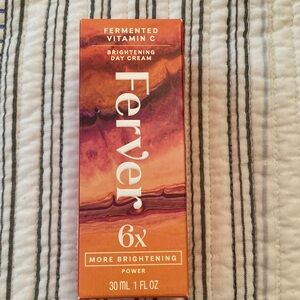 FERMENTED
VITAMIN C
BRIGHTENING
DAY CREAM
Ferver
6x
MORE BRIGHTENING
POWER
30 ML 1 FL OZ